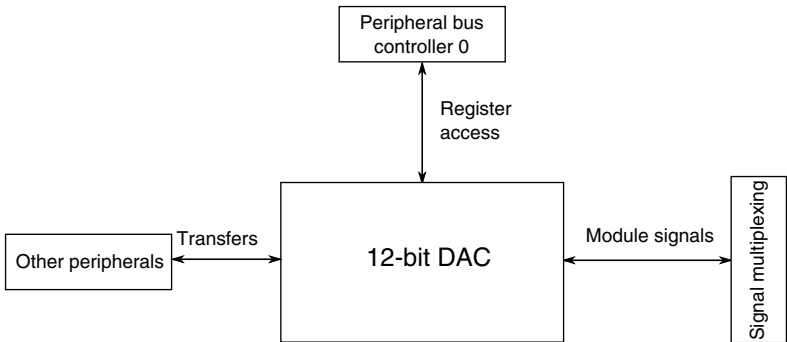 Peripheral bus
controller 0
Register
access
Other peripherals
Transfers
12-bit DAC
Module signals
Signal multiplexing